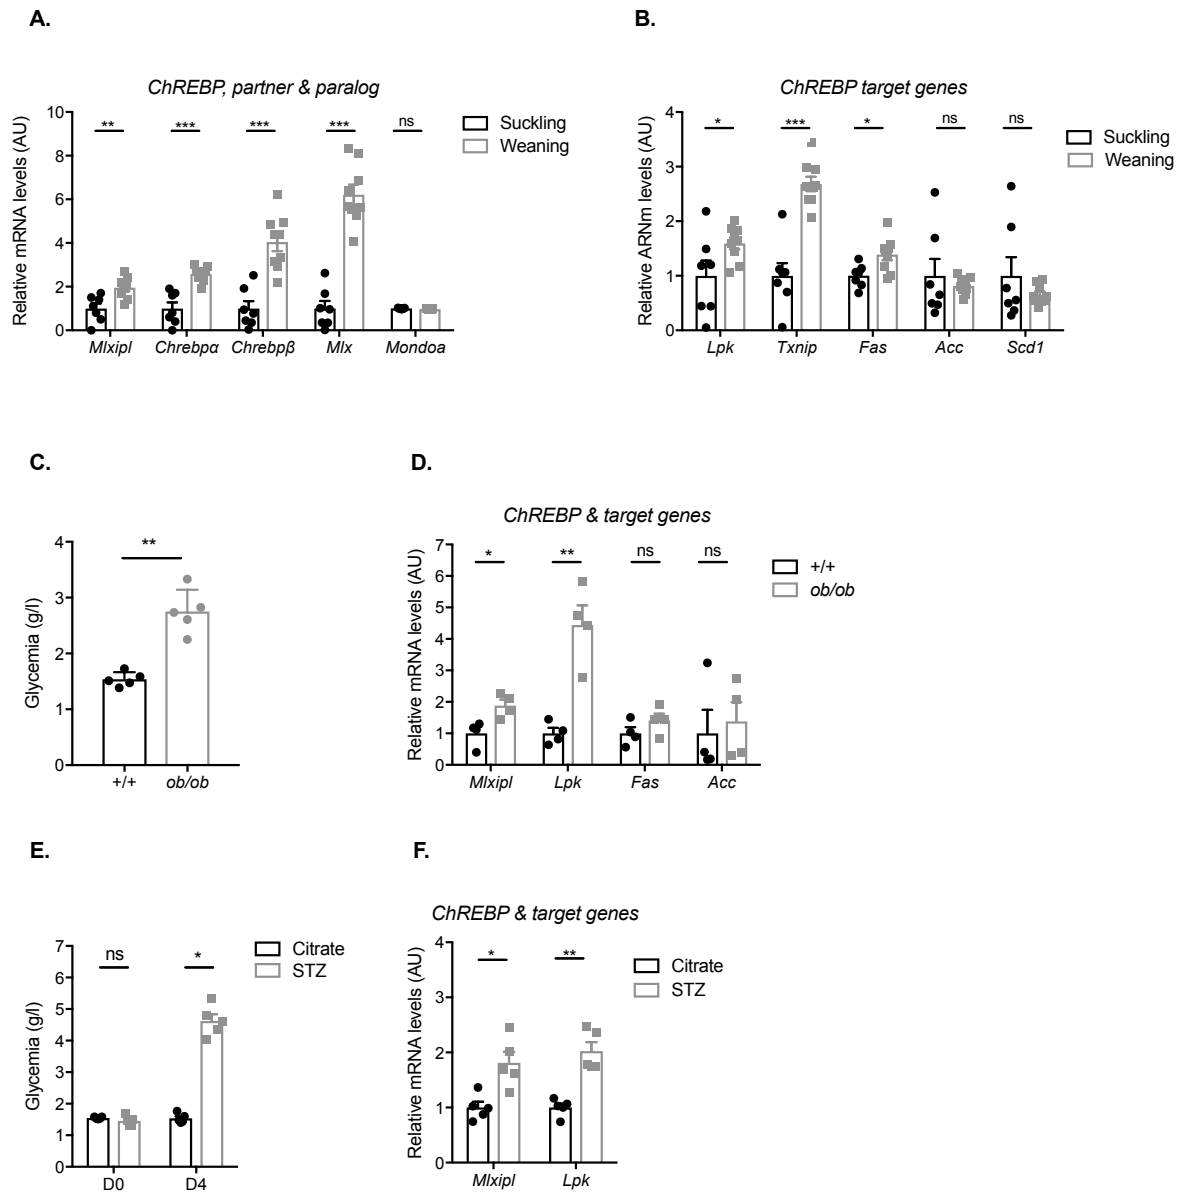 A.
ChREBP, partner & paralog
Relative mRNA levels (AU)
10
8
6
4
2
0
**
***
***
***
ns
Mlxipl
Chrebpα
Chrebpβ
Mlx
Mondoa
Suckling
Weaning
B.
ChREBP target genes
Relative ARNm levels (AU)
4
3
2
1
0
*
***
*
ns
ns
Lpk
Txnip
Fas
Acc
Scd1
Suckling
Weaning
C.
Glycemia (g/l)
4
3
2
1
0
**
+/+
ob/ob
D.
ChREBP & target genes
Relative mRNA levels (AU)
7
6
5
4
3
2
1
0
*
**
ns
ns
Mlxipl
Lpk
Fas
Acc
+/+
ob/ob
E.
Glycemia (g/l)
7
6
5
4
3
2
1
0
ns
*
D0
D4
Citrate
STZ
F.
ChREBP & target genes
Relative mRNA levels (AU)
4
3
2
1
0
*
**
Mlxipl
Lpk
Citrate
STZ